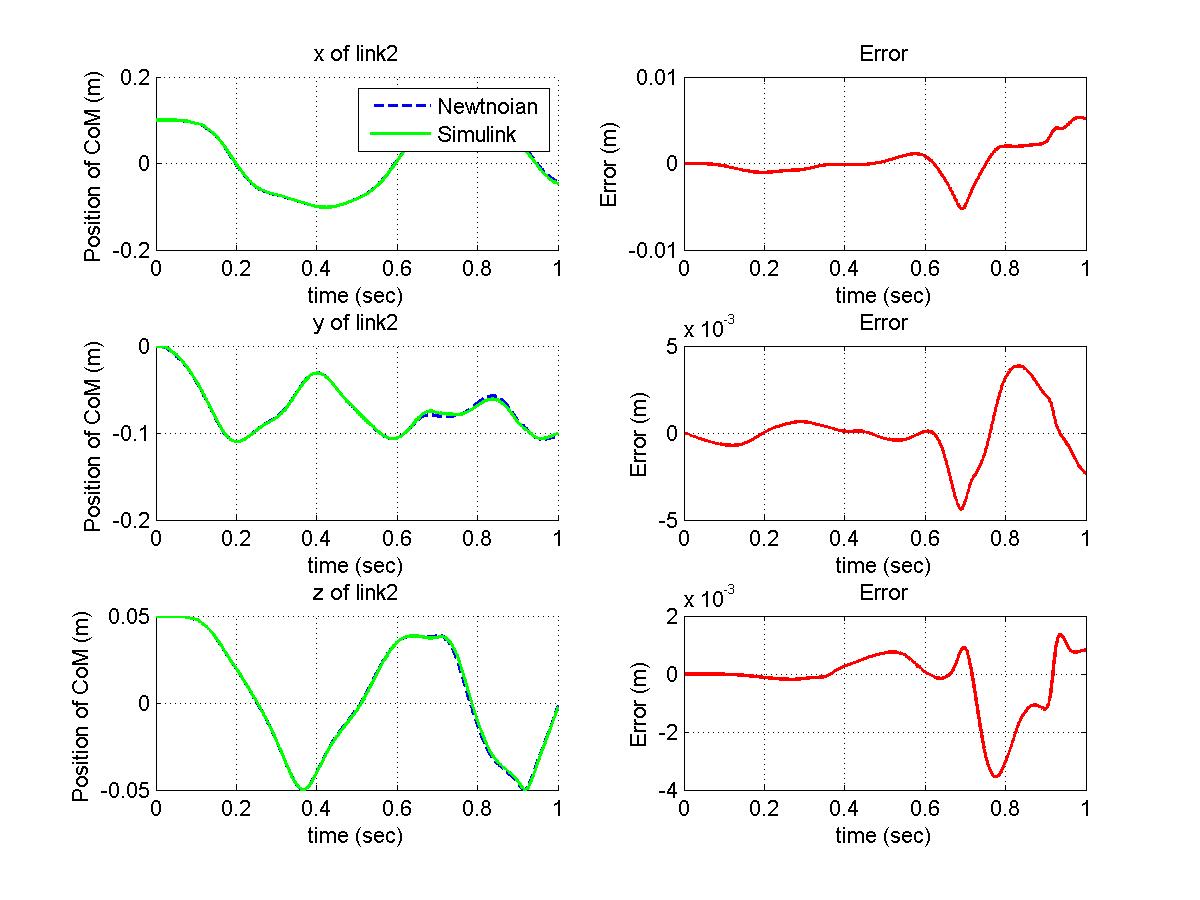 x of link2
Position of CoM (m)
0.2
0
-0.2
Newtnoian
Simulink
0 0.2 0.4 0.6 0.8 1
time (sec)
Error
Error (m)
0.01
0
-0.01
0 0.2 0.4 0.6 0.8 1
time (sec)
y of link2
Position of CoM (m)
0
-0.1
-0.2
0 0.2 0.4 0.6 0.8 1
time (sec)
Error
x 10⁻³
Error (m)
5
0
-5
0 0.2 0.4 0.6 0.8 1
time (sec)
z of link2
Position of CoM (m)
0.05
0
-0.05
0 0.2 0.4 0.6 0.8 1
time (sec)
Error
x 10⁻³
Error (m)
2
0
-2
-4
0 0.2 0.4 0.6 0.8 1
time (sec)